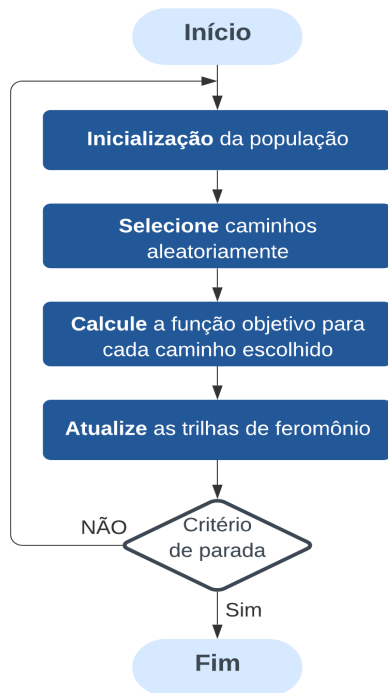 Início
Inicialização da população
Selecione caminhos
aleatoriamente
Calcule a função objetivo para
cada caminho escolhido
Atualize as trilhas de feromônio
Critério
de parada
NÃO
Sim
Fim